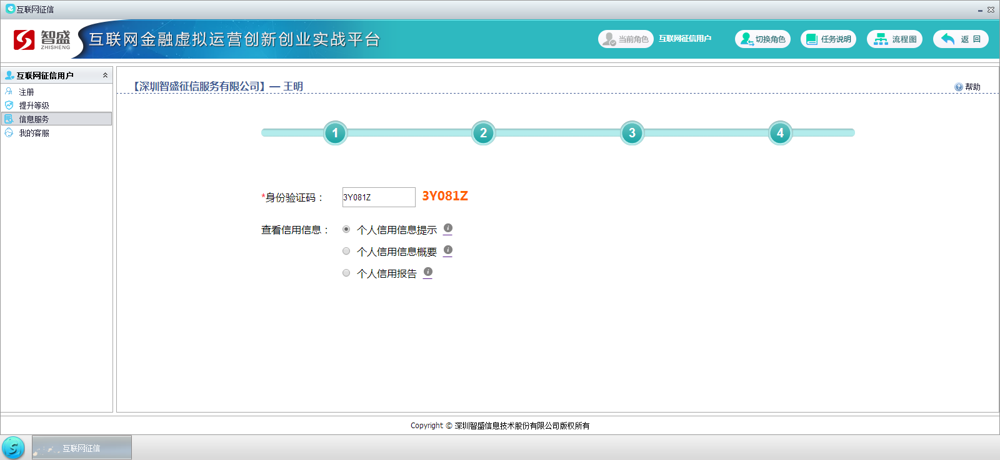 互联网征信
智盛
ZHISHENG
互联网金融虚拟运营创新创业实战平台
当前角色
互联网征信用户
切换角色
任务说明
流程图
返 回
互联网征信用户
注册
提升等级
信息服务
我的客服
【深圳智盛征信服务有限公司】— 王明
帮助
1
2
3
4
*身份验证码：
3Y081Z
3Y081Z
查看信用信息：
个人信用信息提示
个人信用信息概要
个人信用报告
Copyright © 深圳智盛信息技术股份有限公司版权所有
互联网征信